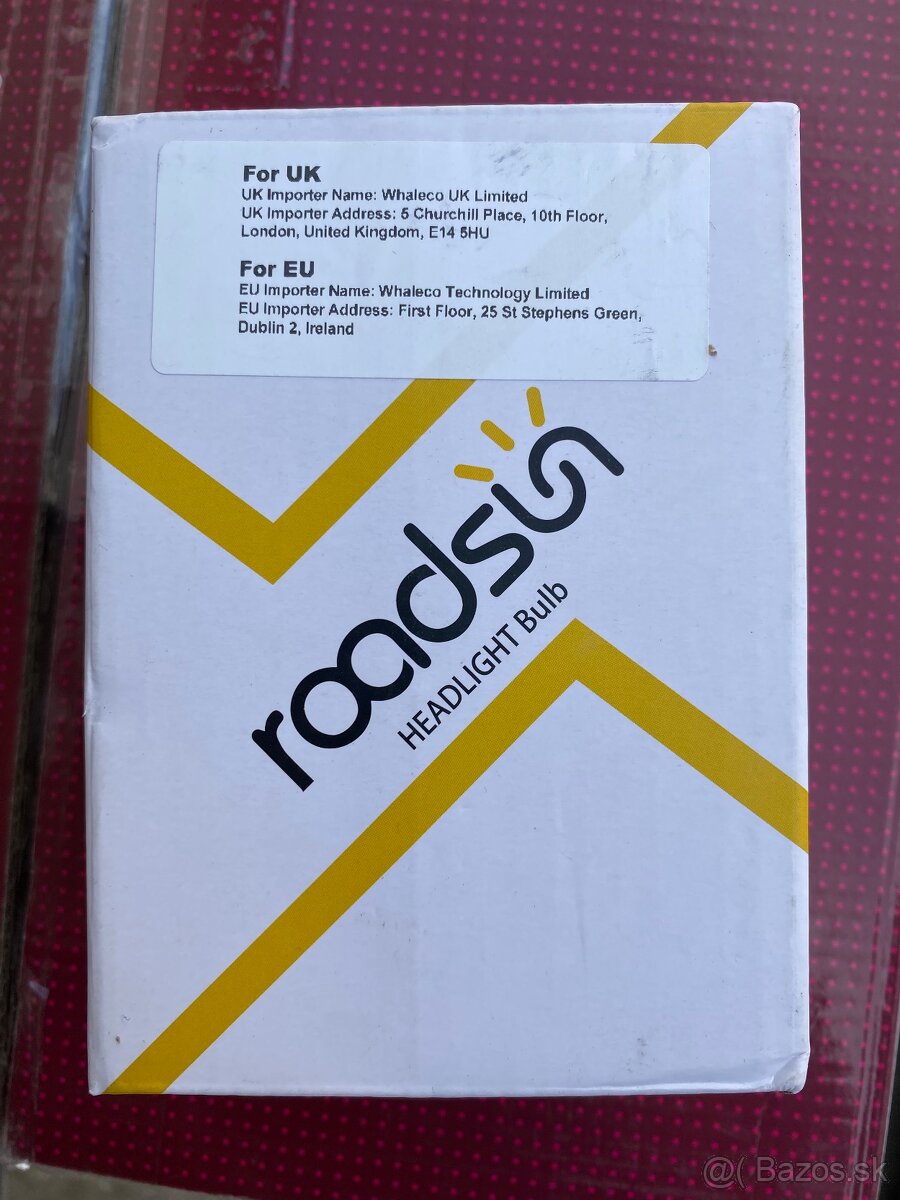 For UK
UK Importer Name: Whaleco UK Limited
UK Importer Address: 5 Churchill Place, 10th Floor,
London, United Kingdom, E14 5HU
For EU
EU Importer Name: Whaleco Technology Limited
EU Importer Address: First Floor, 25 St Stephens Green,
Dublin 2, Ireland
roadsun
HEADLIGHT Bulb
@( Bazos.sk